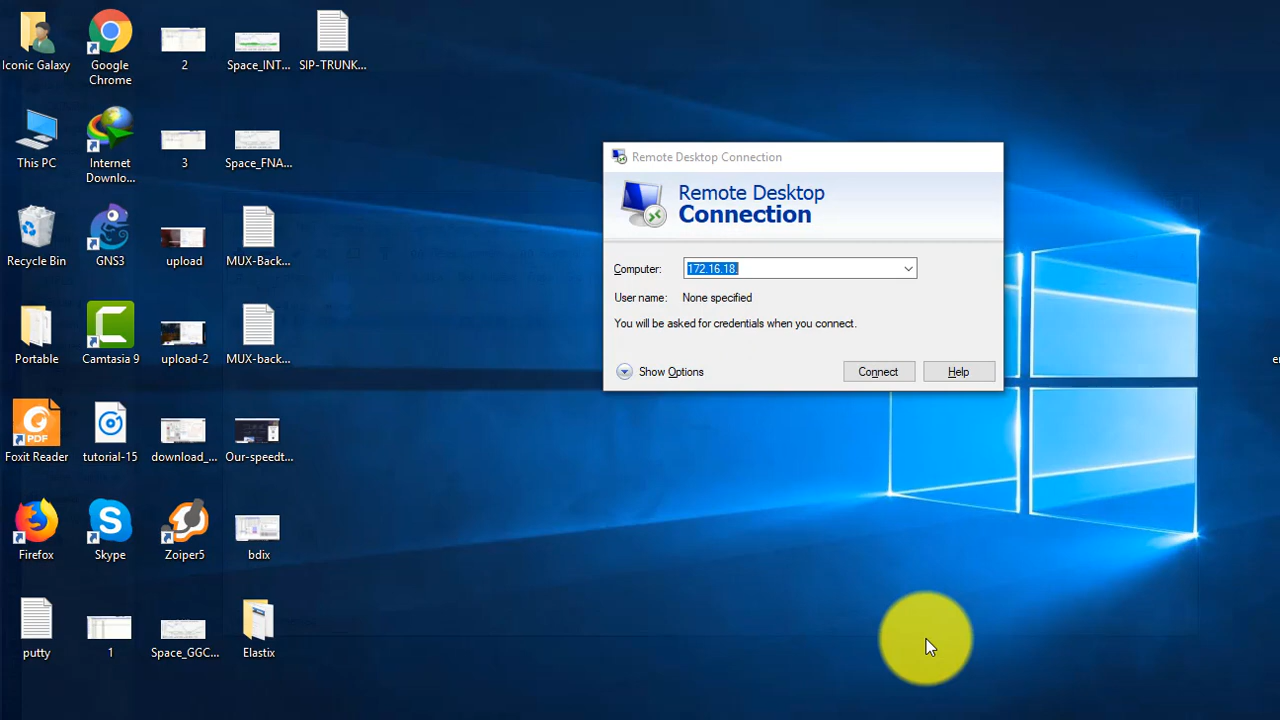 Iconic Galaxy
Google
Chrome
2
Space_INT...
SIP-TRUNK...
This PC
Internet
Downlo...
3
Space_FNA...
Recycle Bin
GNS3
upload
MUX-Back...
Portable
Camtasia 9
upload-2
MUX-back...
PDF
Foxit Reader
tutorial-15
download_...
Our-speedt...
Firefox
Skype
Zoiper5
bdix
putty
1
Space_GGC...
Elastix
Remote Desktop Connection
Remote Desktop
Connection
Computer: 172.16.18.
User name: None specified
You will be asked for credentials when you connect.
Show Options
Connect
Help